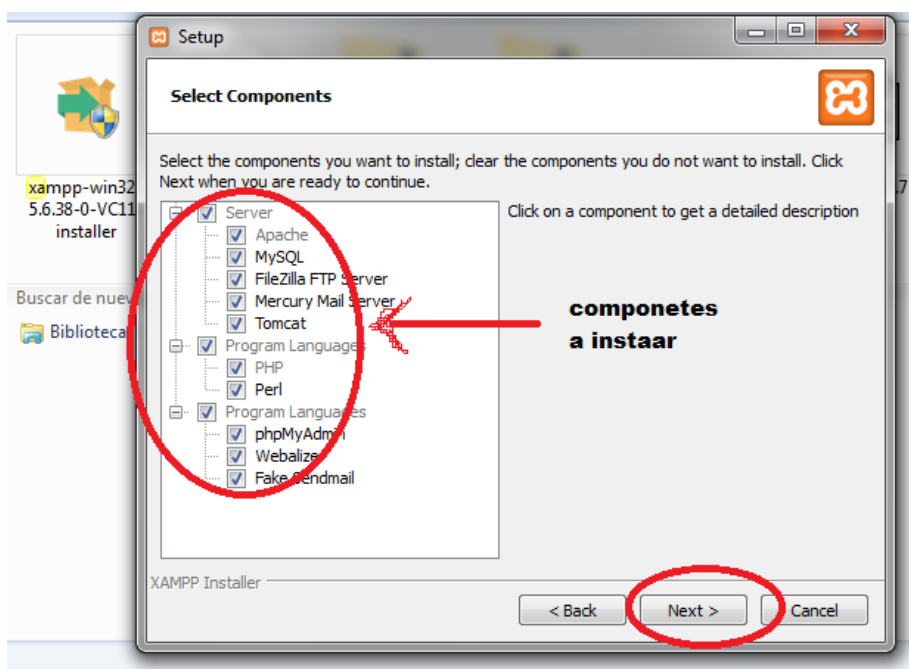 Setup
Select Components
Select the components you want to install; clear the components you do not want to install. Click
Next when you are ready to continue.
Server
Apache
MySQL
FileZilla FTP Server
Mercury Mail Server
Tomcat
Program Languages
PHP
Perl
Program Languages
phpMyAdmin
Webalizer
Fake Sendmail
Click on a component to get a detailed description
componetes
a instaar
XAMPP Installer
< Back
Next >
Cancel
xampp-win32
5.6.38-0-VC11
installer
Buscar de nuev
Biblioteca
.7